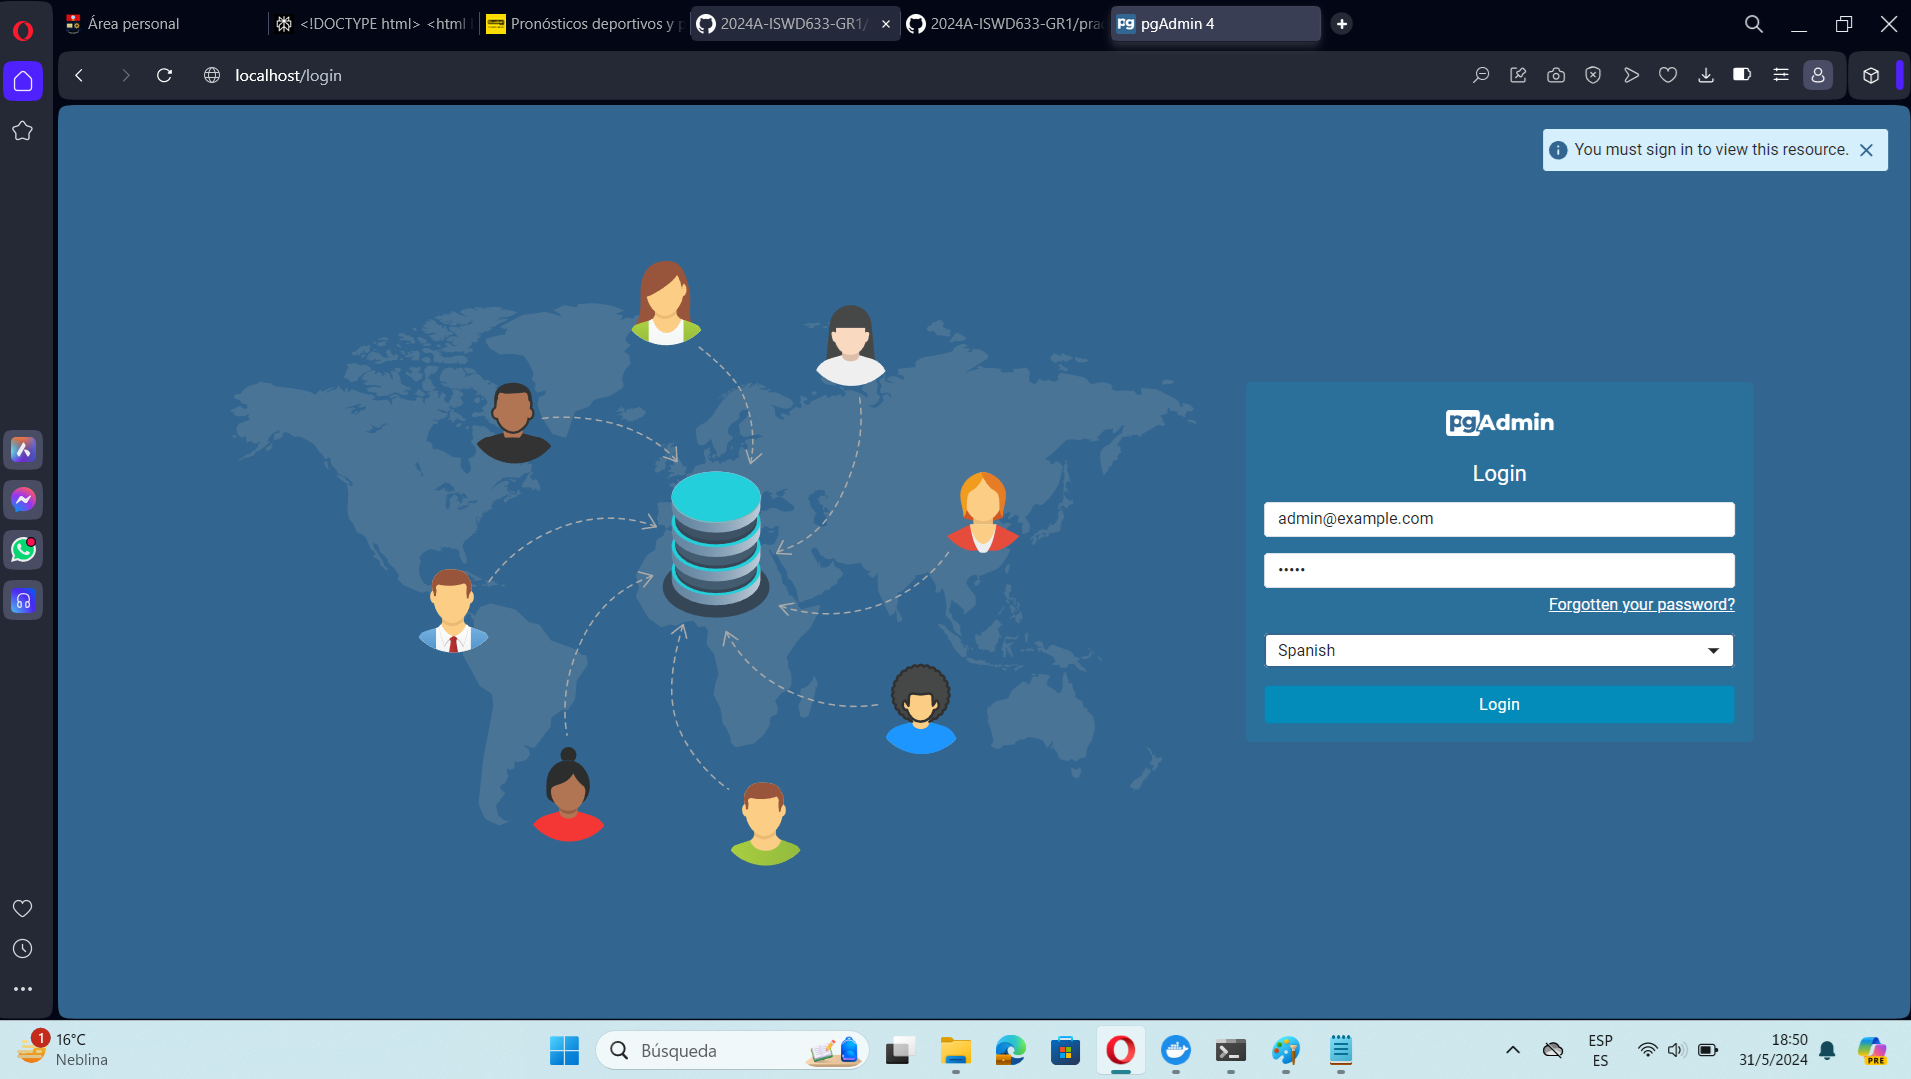 Área personal
<!DOCTYPE html> <html
Pronósticos deportivos y p
2024A-ISWD633-GR1/
2024A-ISWD633-GR1/prac
pgAdmin 4
localhost/login
You must sign in to view this resource.
pgAdmin
Login
admin@example.com
•••••
Forgotten your password?
Spanish
Login
1
16°C
Neblina
Búsqueda
ESP
ES
18:50
31/5/2024
PRE